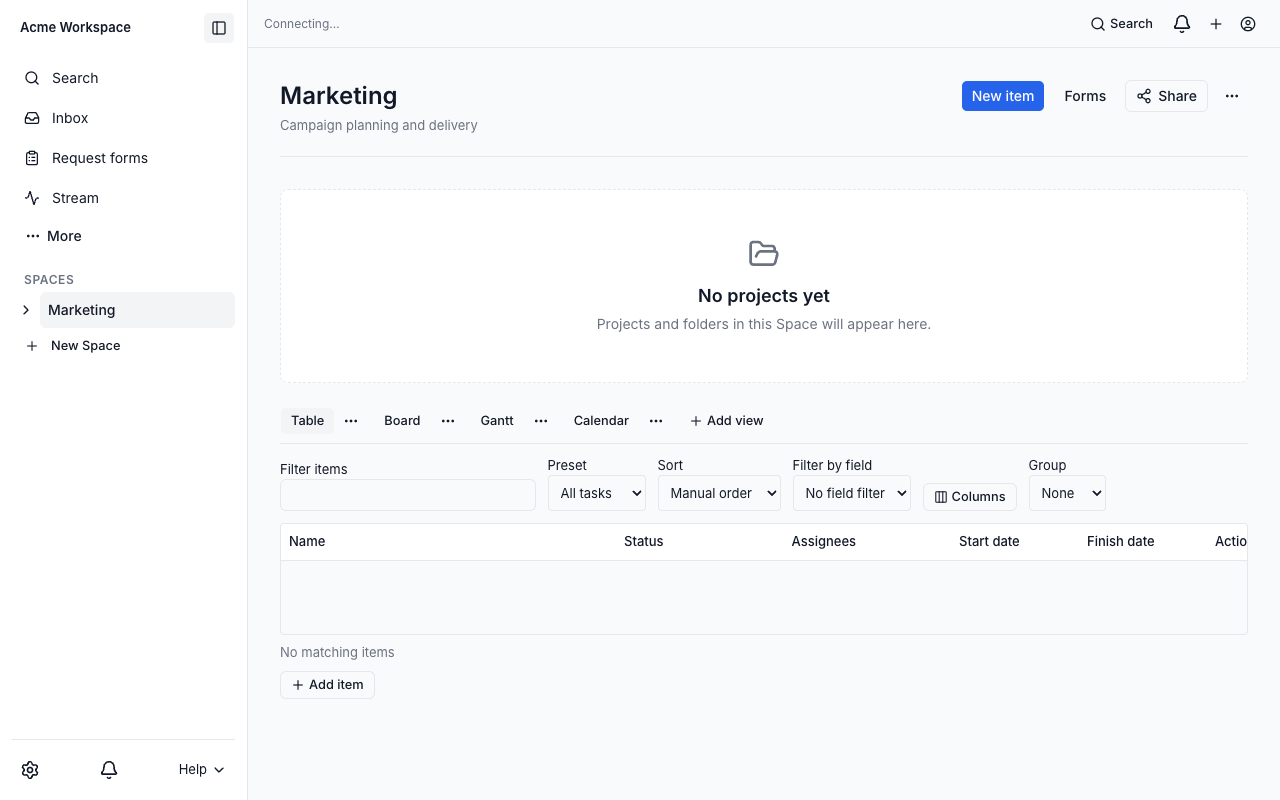 Acme Workspace
Search
Inbox
Request forms
Stream
More
SPACES
Marketing
New Space
Help
Connecting...
Search
Marketing
Campaign planning and delivery
New item
Forms
Share
No projects yet
Projects and folders in this Space will appear here.
Table
Board
Gantt
Calendar
Add view
Filter items
Preset
All tasks
Sort
Manual order
Filter by field
No field filter
Columns
Group
None
Name Status Assignees Start date Finish date Actio
No matching items
Add item